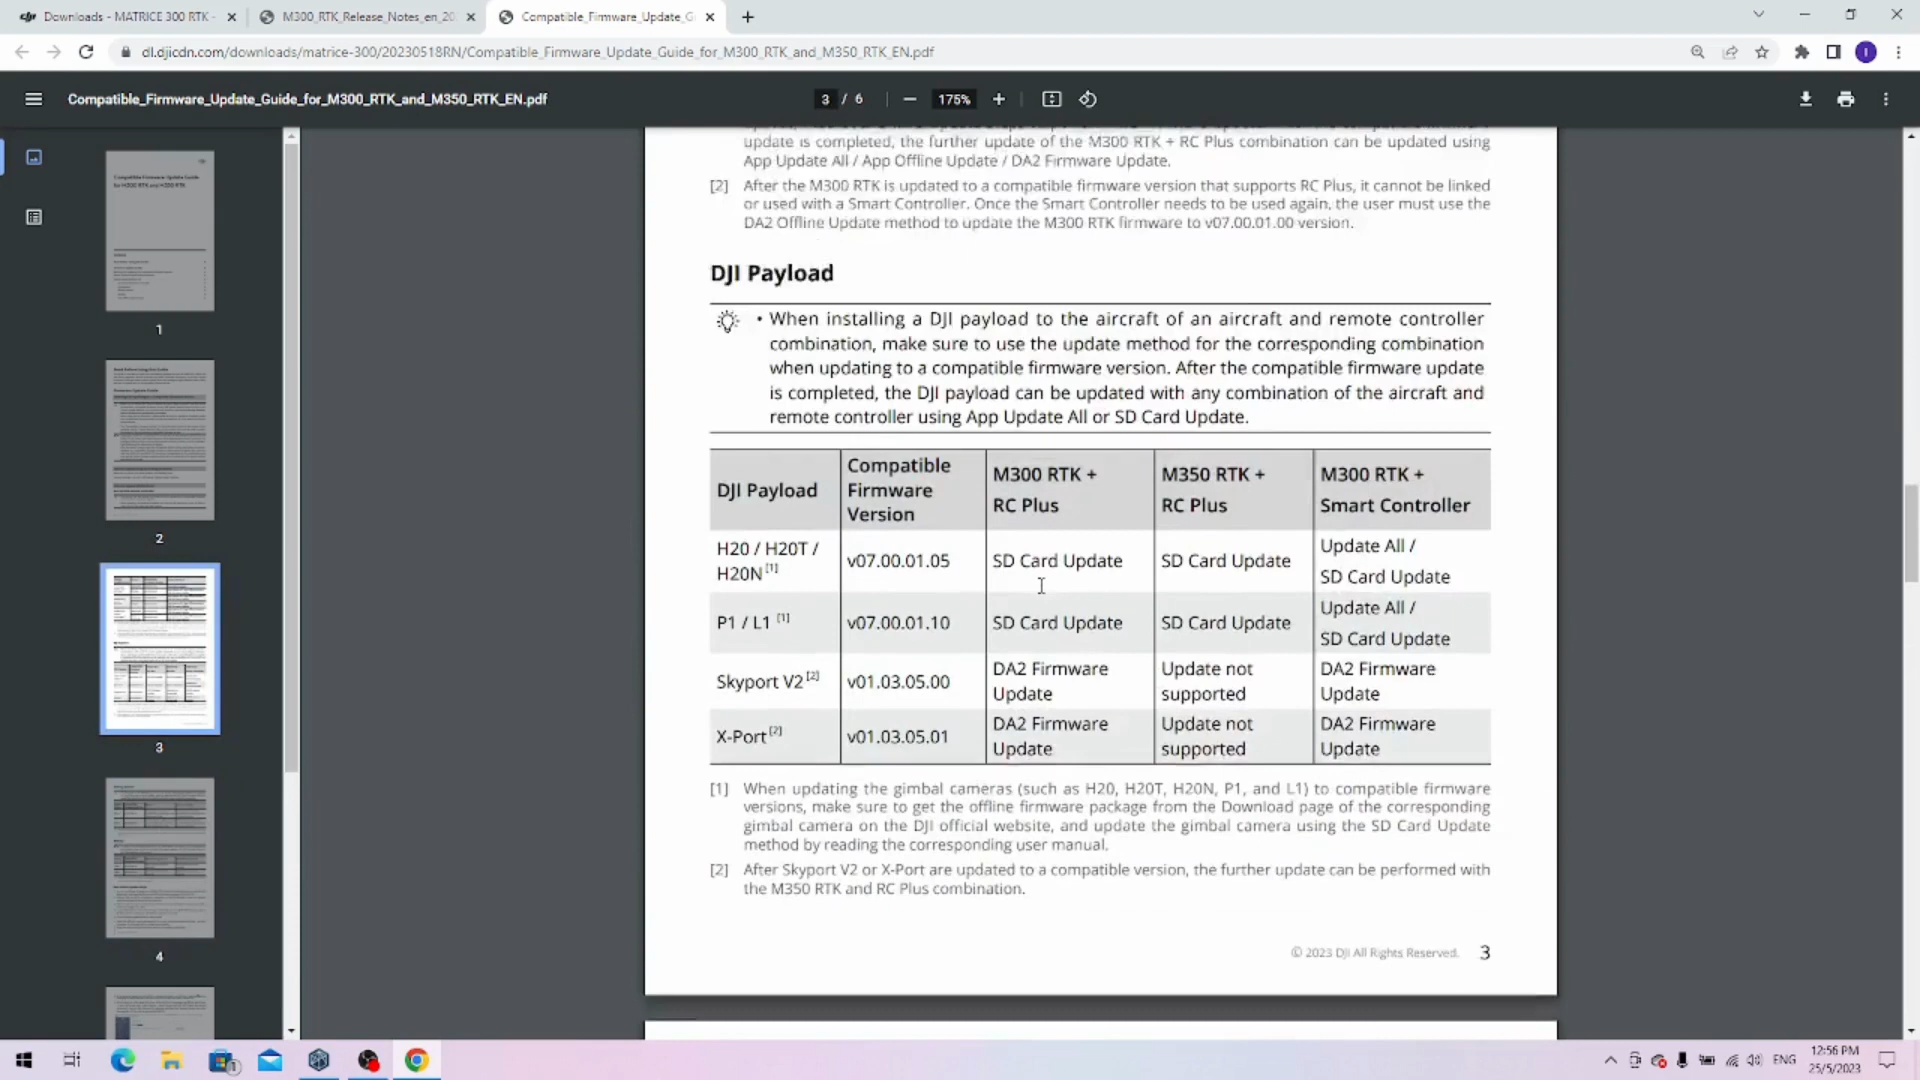 Downloads - MATRICE 300 RTK -
M300_RTK_Release_Notes_en_20
Compatible_Firmware_Update_G
dl.djicdn.com/downloads/matrice-300/20230518RN/Compatible_Firmware_Update_Guide_for_M300_RTK_and_M350_RTK_EN.pdf
Compatible_Firmware_Update_Guide_for_M300_RTK_and_M350_RTK_EN.pdf
3 / 6
175%
1
2
3
4
update is completed, the further update of the M300 RTK + RC Plus combination can be updated using
App Update All / App Offline Update / DA2 Firmware Update.
[2] After the M300 RTK is updated to a compatible firmware version that supports RC Plus, it cannot be linked
or used with a Smart Controller. Once the Smart Controller needs to be used again, the user must use the
DA2 Offline Update method to update the M300 RTK firmware to v07.00.01.00 version.
DJI Payload
• When installing a DJI payload to the aircraft of an aircraft and remote controller
combination, make sure to use the update method for the corresponding combination
when updating to a compatible firmware version. After the compatible firmware update
is completed, the DJI payload can be updated with any combination of the aircraft and
remote controller using App Update All or SD Card Update.
DJI Payload
Compatible
Firmware
Version
M300 RTK +
RC Plus
M350 RTK +
RC Plus
M300 RTK +
Smart Controller
H20 / H20T /
H20N [1]
v07.00.01.05
SD Card Update
SD Card Update
Update All /
SD Card Update
P1 / L1 [1]
v07.00.01.10
SD Card Update
SD Card Update
Update All /
SD Card Update
Skyport V2 [2]
v01.03.05.00
DA2 Firmware
Update
Update not
supported
DA2 Firmware
Update
X-Port [2]
v01.03.05.01
DA2 Firmware
Update
Update not
supported
DA2 Firmware
Update
[1] When updating the gimbal cameras (such as H20, H20T, H20N, P1, and L1) to compatible firmware
versions, make sure to get the offline firmware package from the Download page of the corresponding
gimbal camera on the DJI official website, and update the gimbal camera using the SD Card Update
method by reading the corresponding user manual.
[2] After Skyport V2 or X-Port are updated to a compatible version, the further update can be performed with
the M350 RTK and RC Plus combination.
© 2023 DJI All Rights Reserved. 3
ENG
12:56 PM
25/5/2023